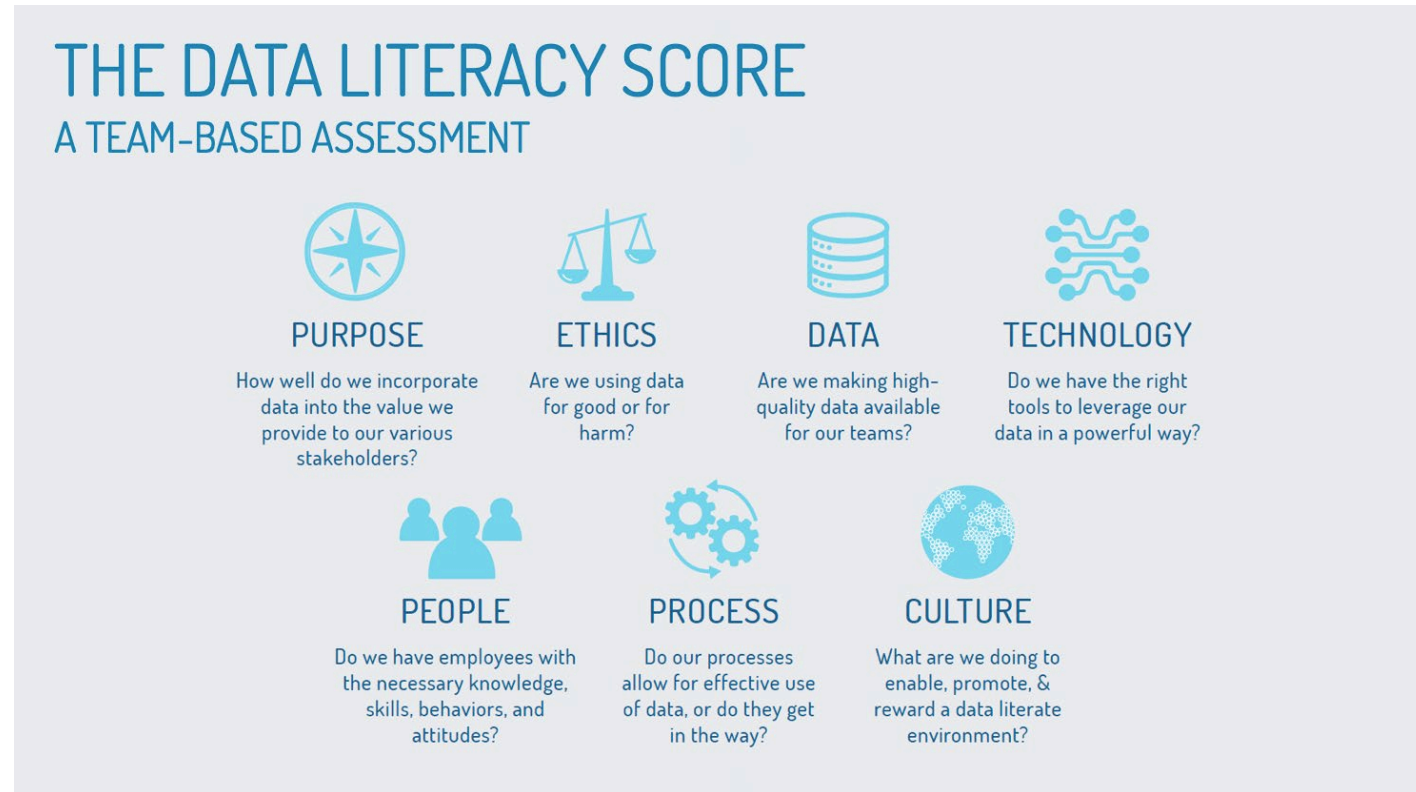 THE DATA LITERACY SCORE
A TEAM-BASED ASSESSMENT
PURPOSE
How well do we incorporate
data into the value we
provide to our various
stakeholders?
ETHICS
Are we using data
for good or for
harm?
DATA
Are we making high-
quality data available
for our teams?
TECHNOLOGY
Do we have the right
tools to leverage our
data in a powerful way?
PEOPLE
Do we have employees with
the necessary knowledge,
skills, behaviors, and
attitudes?
PROCESS
Do our processes
allow for effective use
of data, or do they get
in the way?
CULTURE
What are we doing to
enable, promote, &
reward a data literate
environment?